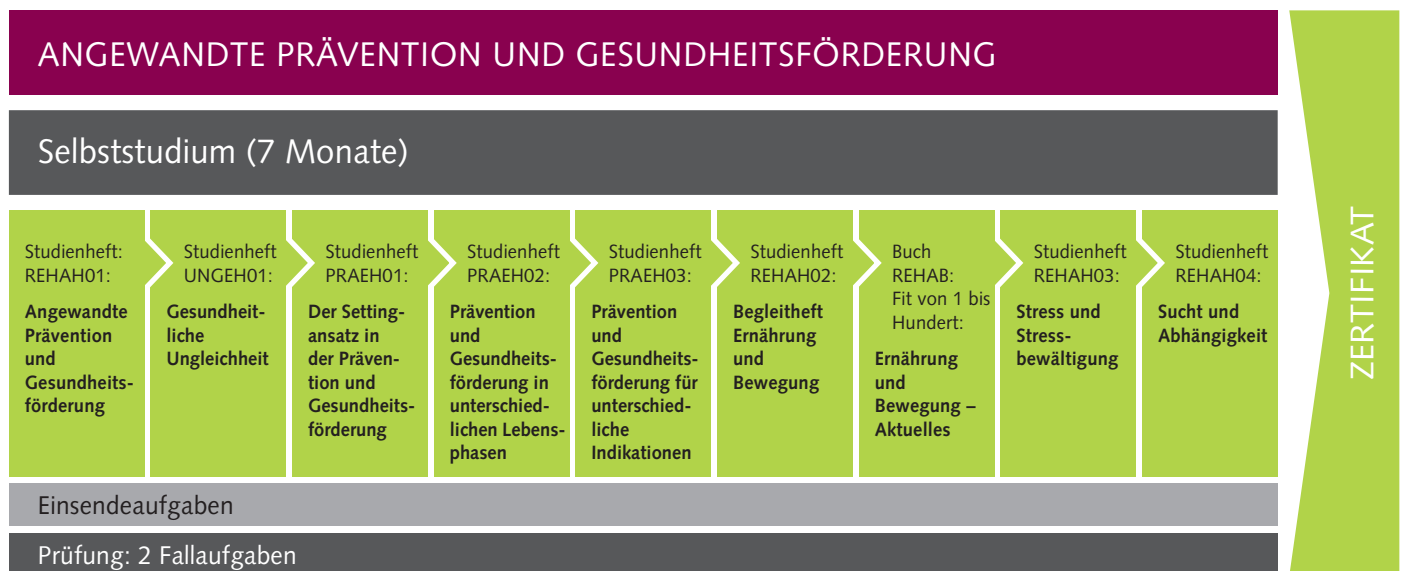 ANGEWANDTE PRÄVENTION UND GESUNDHEITSFÖRDERUNG
Selbststudium (7 Monate)
Studienheft:
REHAH01:
Angewandte
Prävention
und
Gesundheits-
förderung
Studienheft
UNGEH01:
Gesundheit-
liche
Ungleichheit
Studienheft
PRAEH01:
Der Setting-
ansatz in
der Präven-
tion und
Gesundheits-
förderung
Studienheft
PRAEH02:
Prävention
und
Gesundheits-
förderung in
unterschied-
lichen Lebens-
phasen
Studienheft
PRAEH03:
Prävention
und
Gesundheits-
förderung für
unterschied-
liche
Indikationen
Studienheft
REHAH02:
Begleitheft
Ernährung
und
Bewegung
Buch
REHAB:
Fit von 1 bis
Hundert:
Ernährung
und
Bewegung –
Aktuelles
Studienheft
REHAH03:
Stress und
Stress-
bewältigung
Studienheft
REHAH04:
Sucht und
Abhängigkeit
Einsendeaufgaben
Prüfung: 2 Fallaufgaben
ZERTIFIKAT